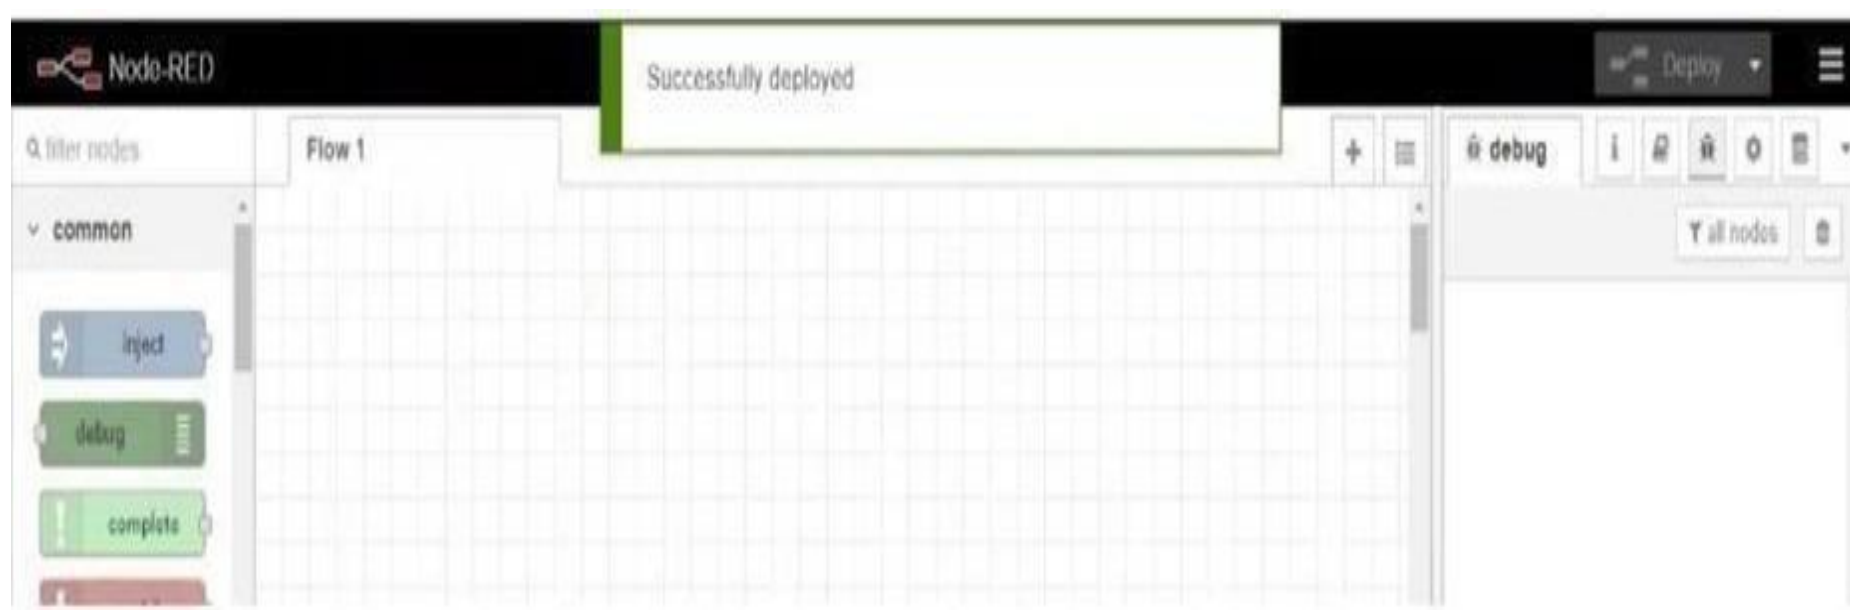 Node-RED
Successfully deployed
Deploy
filter nodes
Flow 1
debug
i
common
all nodes
inject
debug
complete